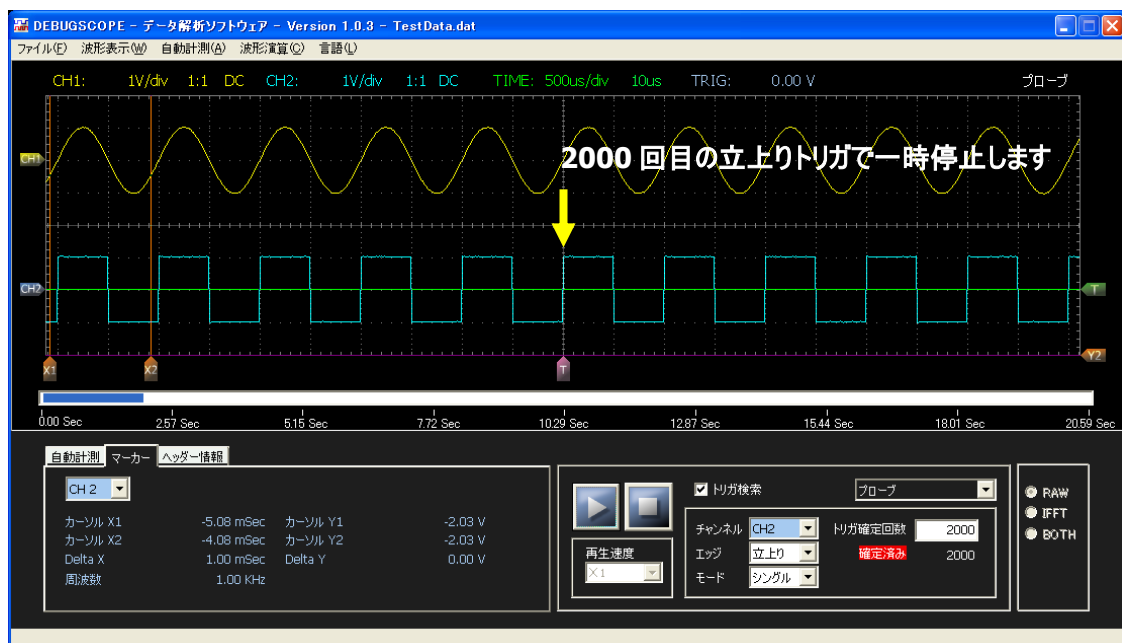 DEBUGSCOPE - データ解析ソフトウェア - Version 1.0.3 - TestData.dat
ファイル(F) 波形表示(W) 自動計測(A) 波形演算(C) 言語(L)
CH1: 1V/div 1:1 DC CH2: 1V/div 1:1 DC TIME: 500us/div 10us TRIG: 0.00 V プローブ
CH1
2000 回目の立上りトリガで一時停止します
CH2
T
Y2
X1 X2 T
0.00 Sec 2.57 Sec 5.15 Sec 7.72 Sec 10.29 Sec 12.87 Sec 15.44 Sec 18.01 Sec 20.59 Sec
自動計測 マーカー ヘッダー情報
CH 2
カーソル X1 -5.08 mSec カーソル Y1 -2.03 V
カーソル X2 -4.08 mSec カーソル Y2 -2.03 V
Delta X 1.00 mSec Delta Y 0.00 V
周波数 1.00 KHz
再生速度
X1
トリガ検索 プローブ
チャンネル CH2 トリガ確定回数 2000
エッジ 立上り 確定済み 2000
モード シングル
RAW
IFFT
BOTH